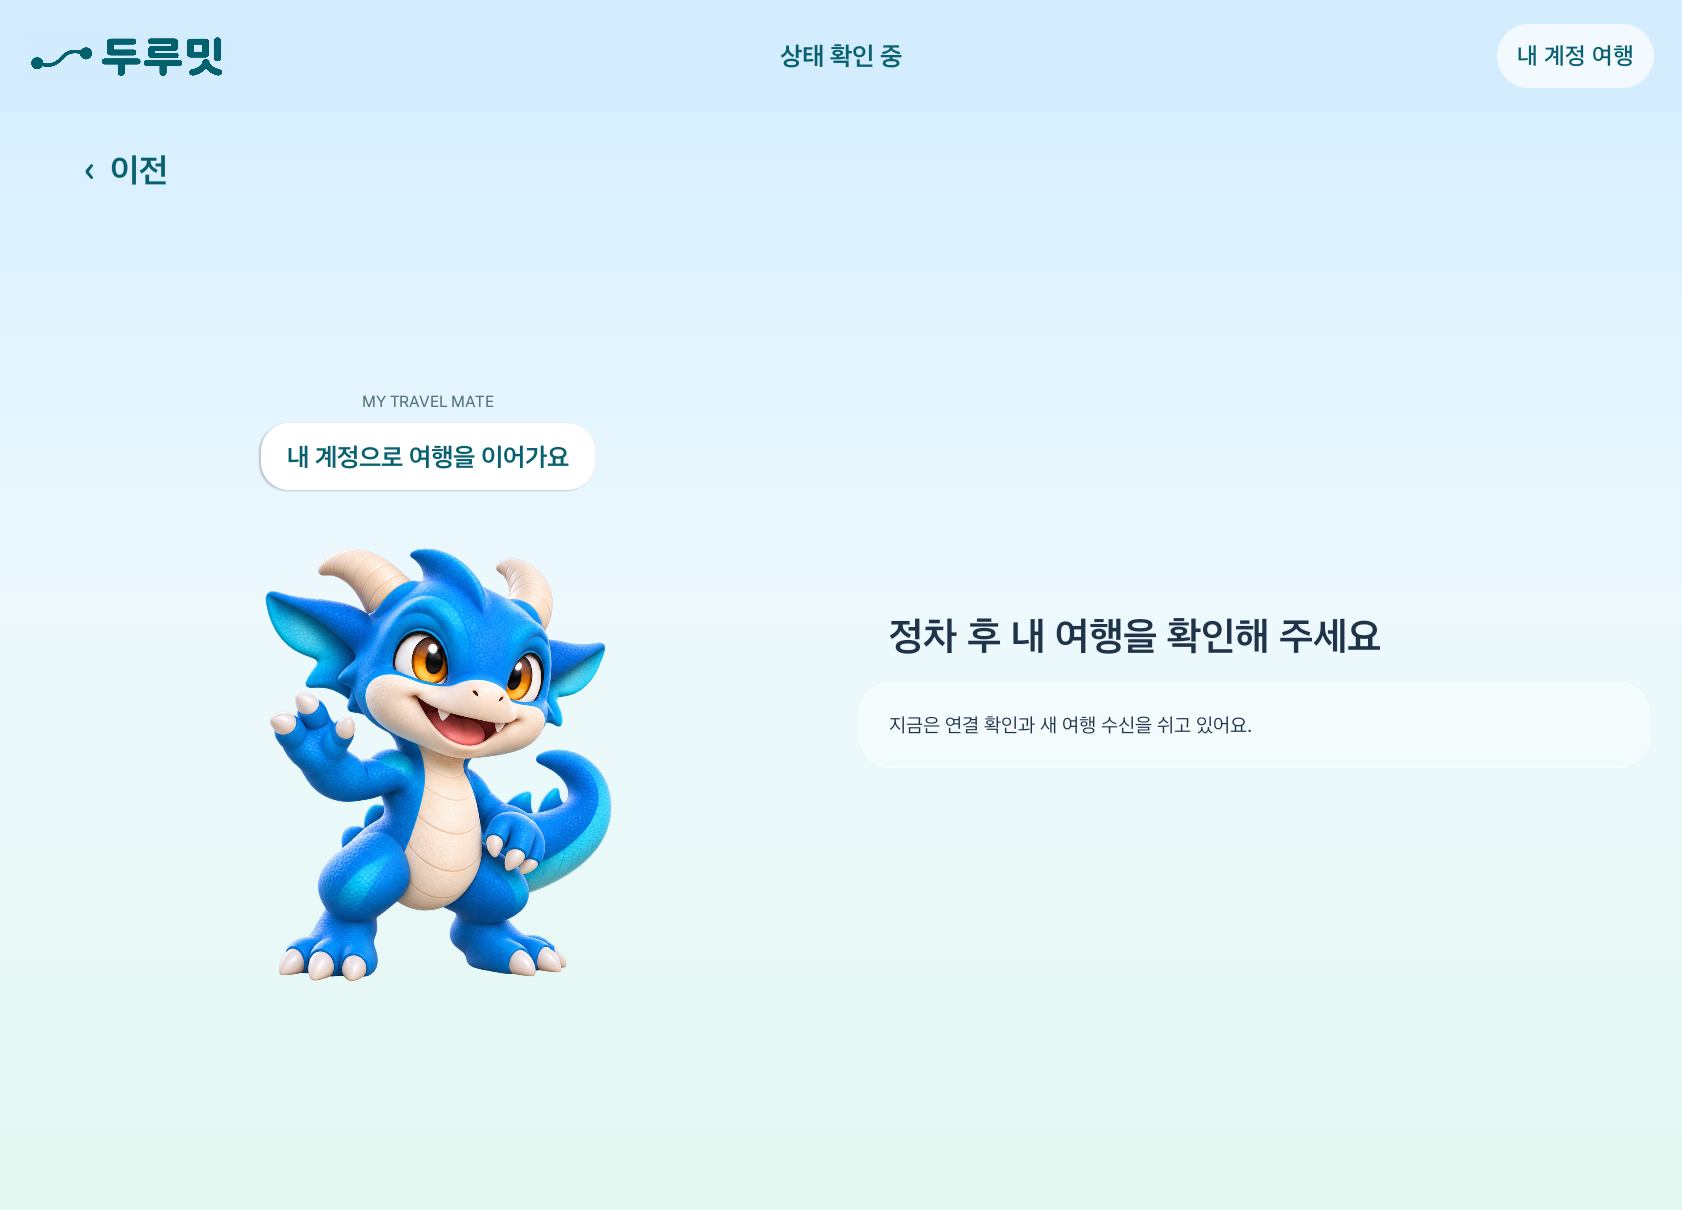 두루밋
상태 확인 중
내 계정 여행
‹ 이전
MY TRAVEL MATE
내 계정으로 여행을 이어가요
정차 후 내 여행을 확인해 주세요
지금은 연결 확인과 새 여행 수신을 쉬고 있어요.